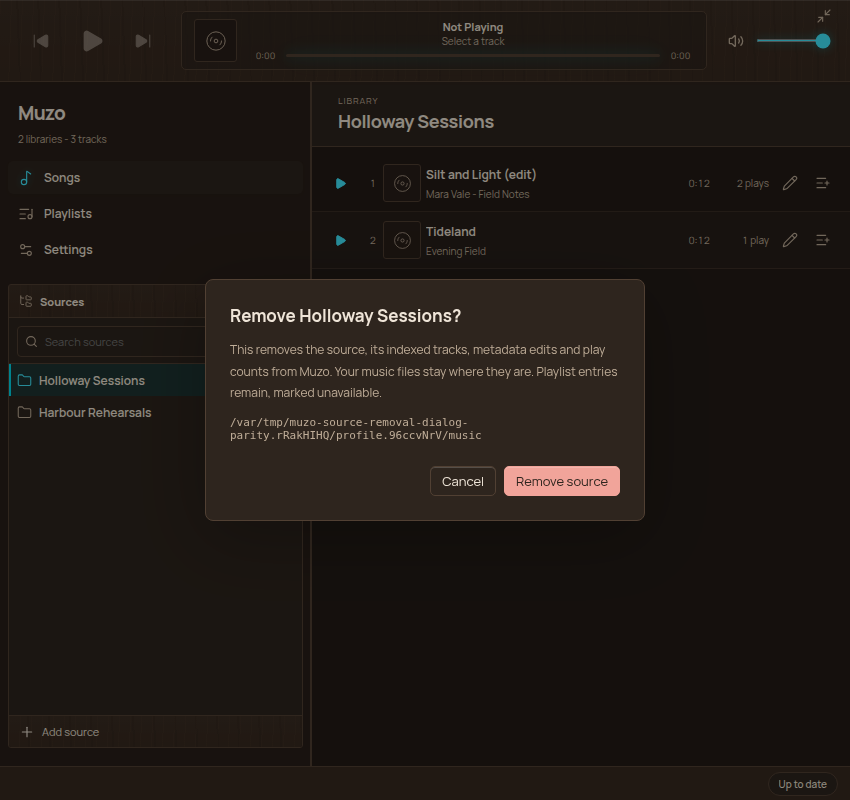 Not Playing
Select a track
0:00
0:00
Muzo
2 libraries - 3 tracks
Songs
Playlists
Settings
Sources
Search sources
Holloway Sessions
Harbour Rehearsals
Add source
LIBRARY
Holloway Sessions
1
Silt and Light (edit)
Mara Vale - Field Notes
0:12
2 plays
2
Tideland
Evening Field
0:12
1 play
Remove Holloway Sessions?
This removes the source, its indexed tracks, metadata edits and play
counts from Muzo. Your music files stay where they are. Playlist entries
remain, marked unavailable.
/var/tmp/muzo-source-removal-dialog-
parity.rRakHIHQ/profile.96ccvNrV/music
Cancel
Remove source
Up to date